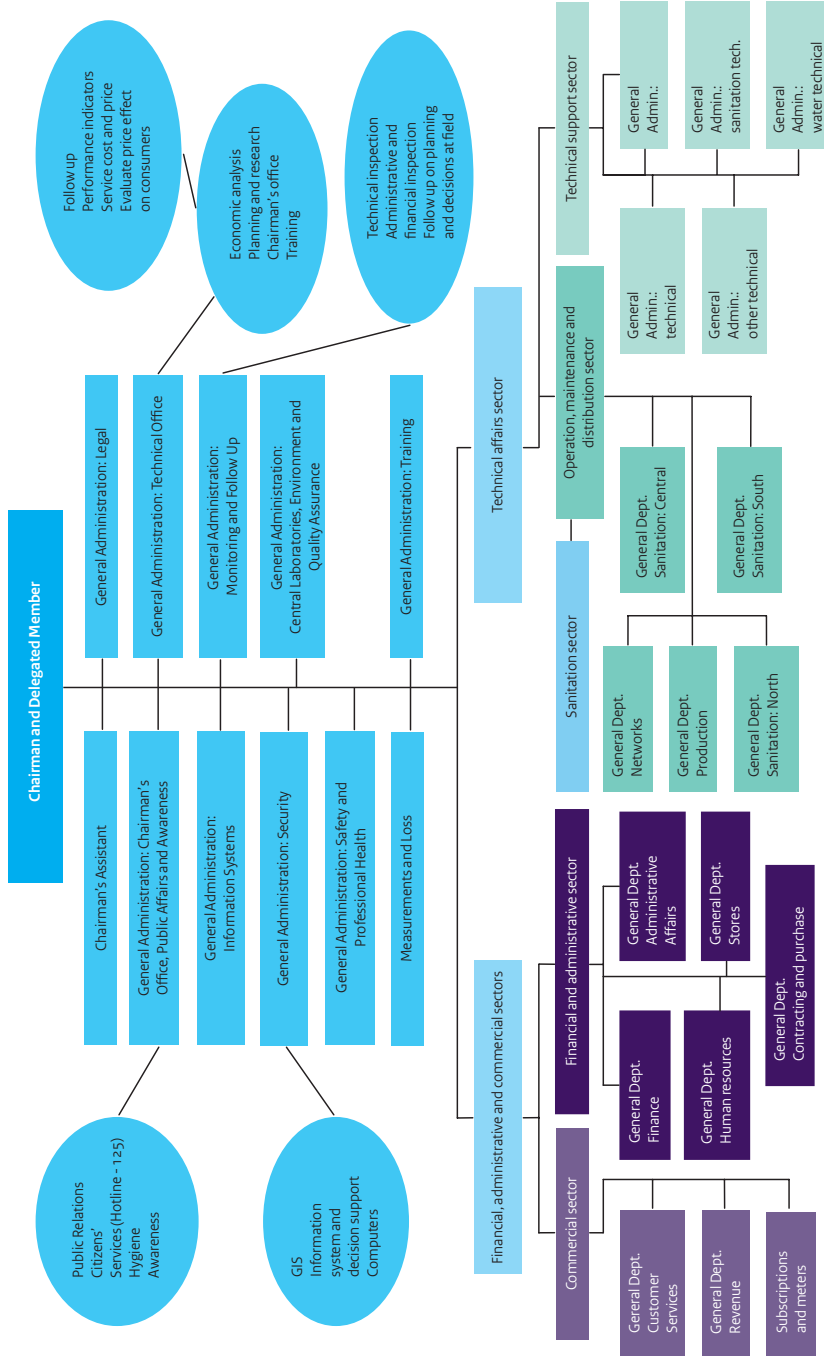 Chairman and Delegated Member
Chairman's Assistant
General Administration: Legal
General Administration: Chairman's
Office, Public Affairs and Awareness
General Administration: Technical Office
General Administration:
Information Systems
General Administration:
Monitoring and Follow Up
General Administration: Security
General Administration:
Central Laboratories, Environment and
Quality Assurance
General Administration: Safety and
Professional Health
Measurements and Loss
General Administration: Training
Public Relations
Citizens'
Services (Hotline - 125)
Hygiene
Awareness
GIS
Information
system and
decision support
Computers
Follow up
Performance indicators
Service cost and price
Evaluate price effect
on consumers
Economic analysis
Planning and research
Chairman's office
Training
Technical inspection
Administrative and
financial inspection
Follow up on planning
and decisions at field
Financial, administrative and commercial sectors
Technical affairs sector
Commercial sector
Financial and administrative sector
Sanitation sector
Operation, maintenance and
distribution sector
Technical support sector
Gereral Dept.
Customer
Services
General Dept.
Revenue
Subscriptions
and meters
General Dept.
Finance
General Dept.
Administrative
Affairs
General Dept.
Human resources
General Dept.
Stores
General Dept.
Contracting and purchase
General Dept.
Networks
General Dept.
Sanitation: Central
General Dept.
Production
General Dept.
Sanitation: North
General Dept.
Sanitation: South
General
Admin.:
technical
General
Admin.:
General
Admin.:
other technical
General
Admin.:
sanitation tech.
General
Admin.:
water technical